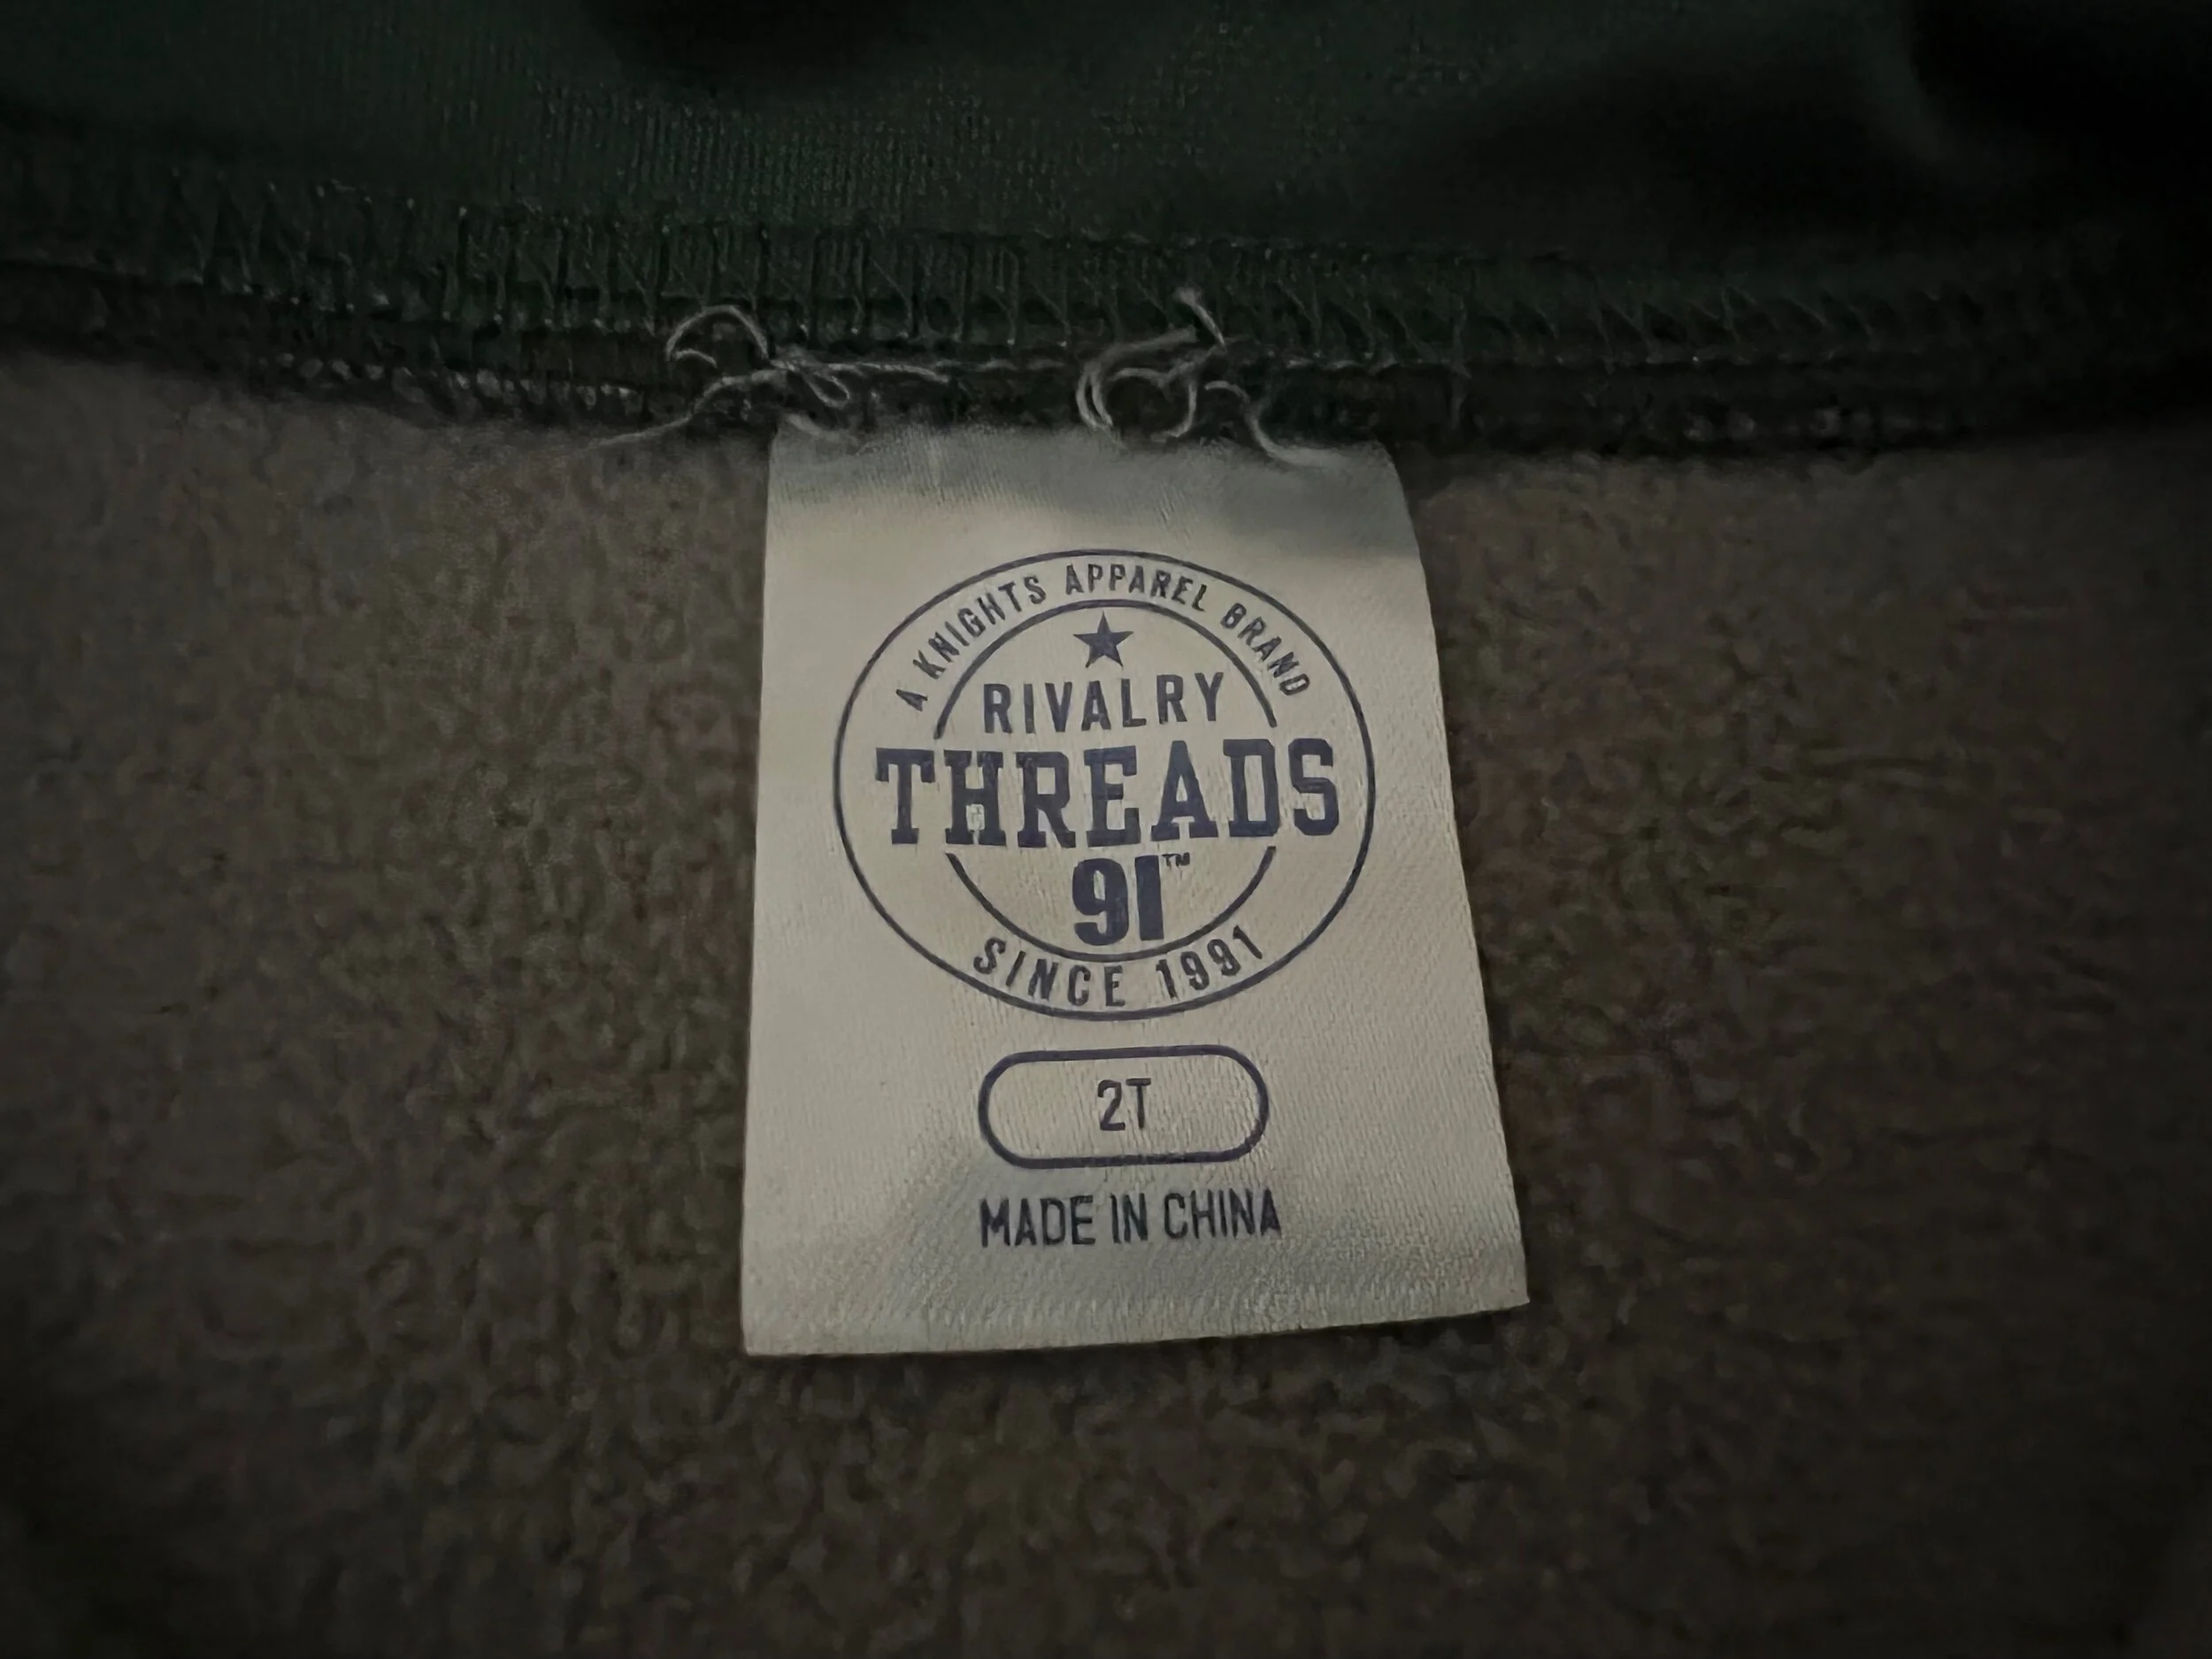 A KNIGHTS APPAREL BRAND
RIVALRY
THREADS
91™
SINCE 1991
2T
MADE IN CHINA